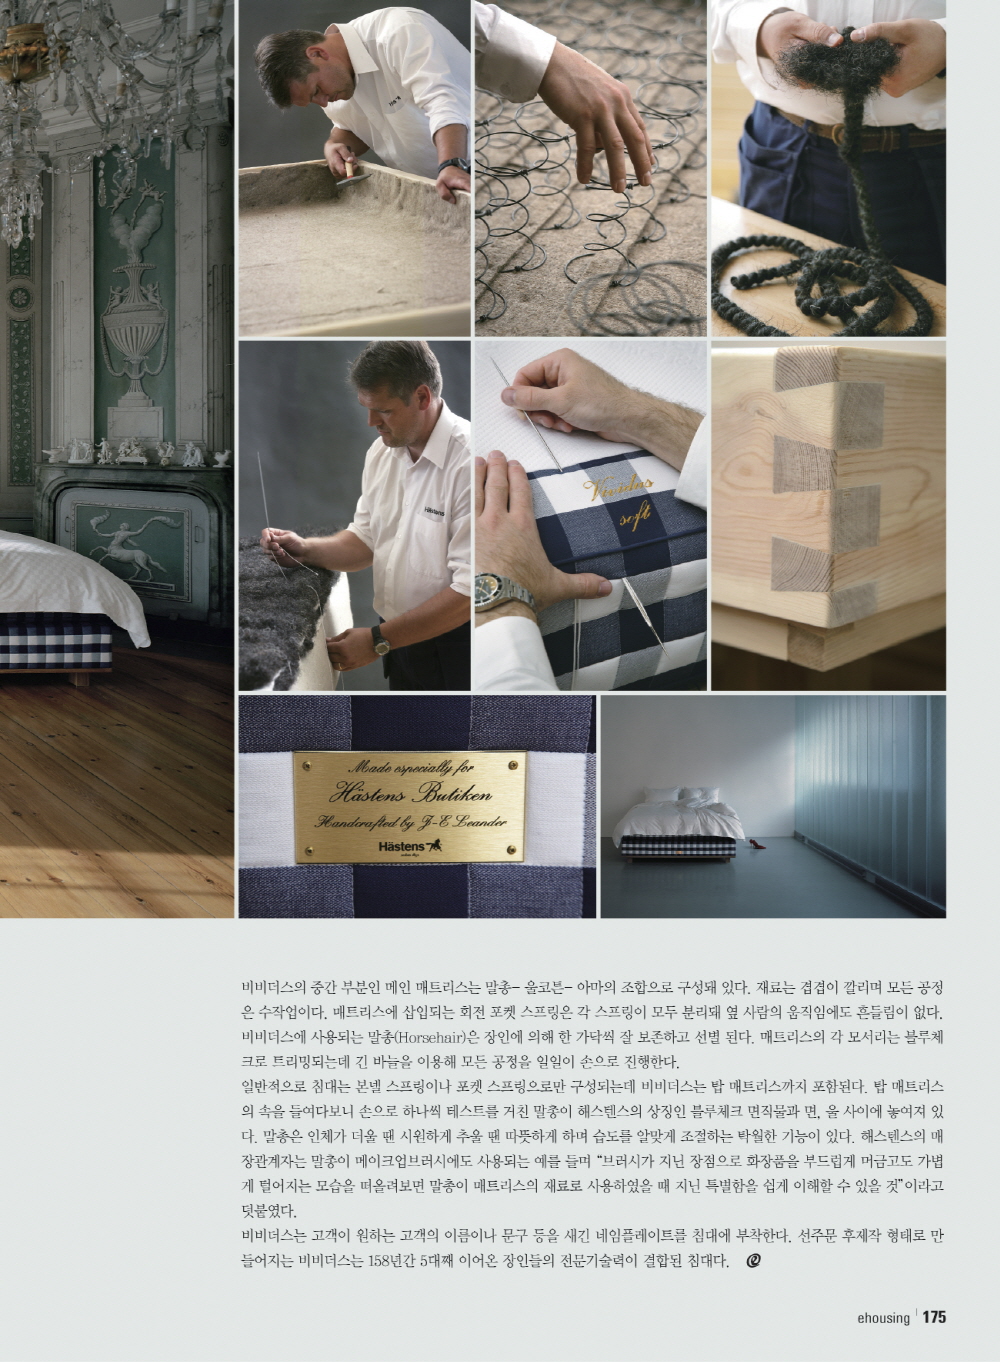 Hästens
Vividus
soft
Made especially for
Hästens Butiken
Handcrafted by J-E Leander
Hästens
비비더스의 중간 부분인 메인 매트리스는 말총- 울코튼- 아마의 조합으로 구성돼 있다. 재료는 겹겹이 깔리며 모든 공정
은 수작업이다. 매트리스에 삽입되는 회전 포켓 스프링은 각 스프링이 모두 분리돼 옆 사람의 움직임에도 흔들림이 없다.
비비더스에 사용되는 말총(Horsehair)은 장인에 의해 한 가닥씩 잘 보존하고 선별 된다. 매트리스의 각 모서리는 블루체
크로 트리밍되는데 긴 바늘을 이용해 모든 공정을 일일이 손으로 진행한다.
일반적으로 침대는 본넬 스프링이나 포켓 스프링으로만 구성되는데 비비더스는 탑 매트리스까지 포함된다. 탑 매트리스
의 속을 들여다보니 손으로 하나씩 테스트를 거친 말총이 해스텐스의 상징인 블루체크 면직물과 면, 울 사이에 놓여져 있
다. 말총은 인체가 더울 땐 시원하게 추울 땐 따뜻하게 하며 습도를 알맞게 조절하는 탁월한 기능이 있다. 해스텐스의 매
장관계자는 말총이 메이크업브러시에도 사용되는 예를 들며 “브러시가 지닌 장점으로 화장품을 부드럽게 머금고도 가볍
게 털어지는 모습을 떠올려보면 말총이 매트리스의 재료로 사용하였을 때 지닌 특별함을 쉽게 이해할 수 있을 것”이라고
덧붙였다.
비비더스는 고객이 원하는 고객의 이름이나 문구 등을 새긴 네임플레이트를 침대에 부착한다. 선주문 후제작 형태로 만
들어지는 비비더스는 158년간 5대째 이어온 장인들의 전문기술력이 결합된 침대다.
ehousing | 175